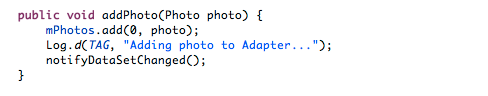 public void addPhoto(Photo photo) {
    mPhotos.add(0, photo);
    Log.d(TAG, "Adding photo to Adapter...");
    notifyDataSetChanged();
}